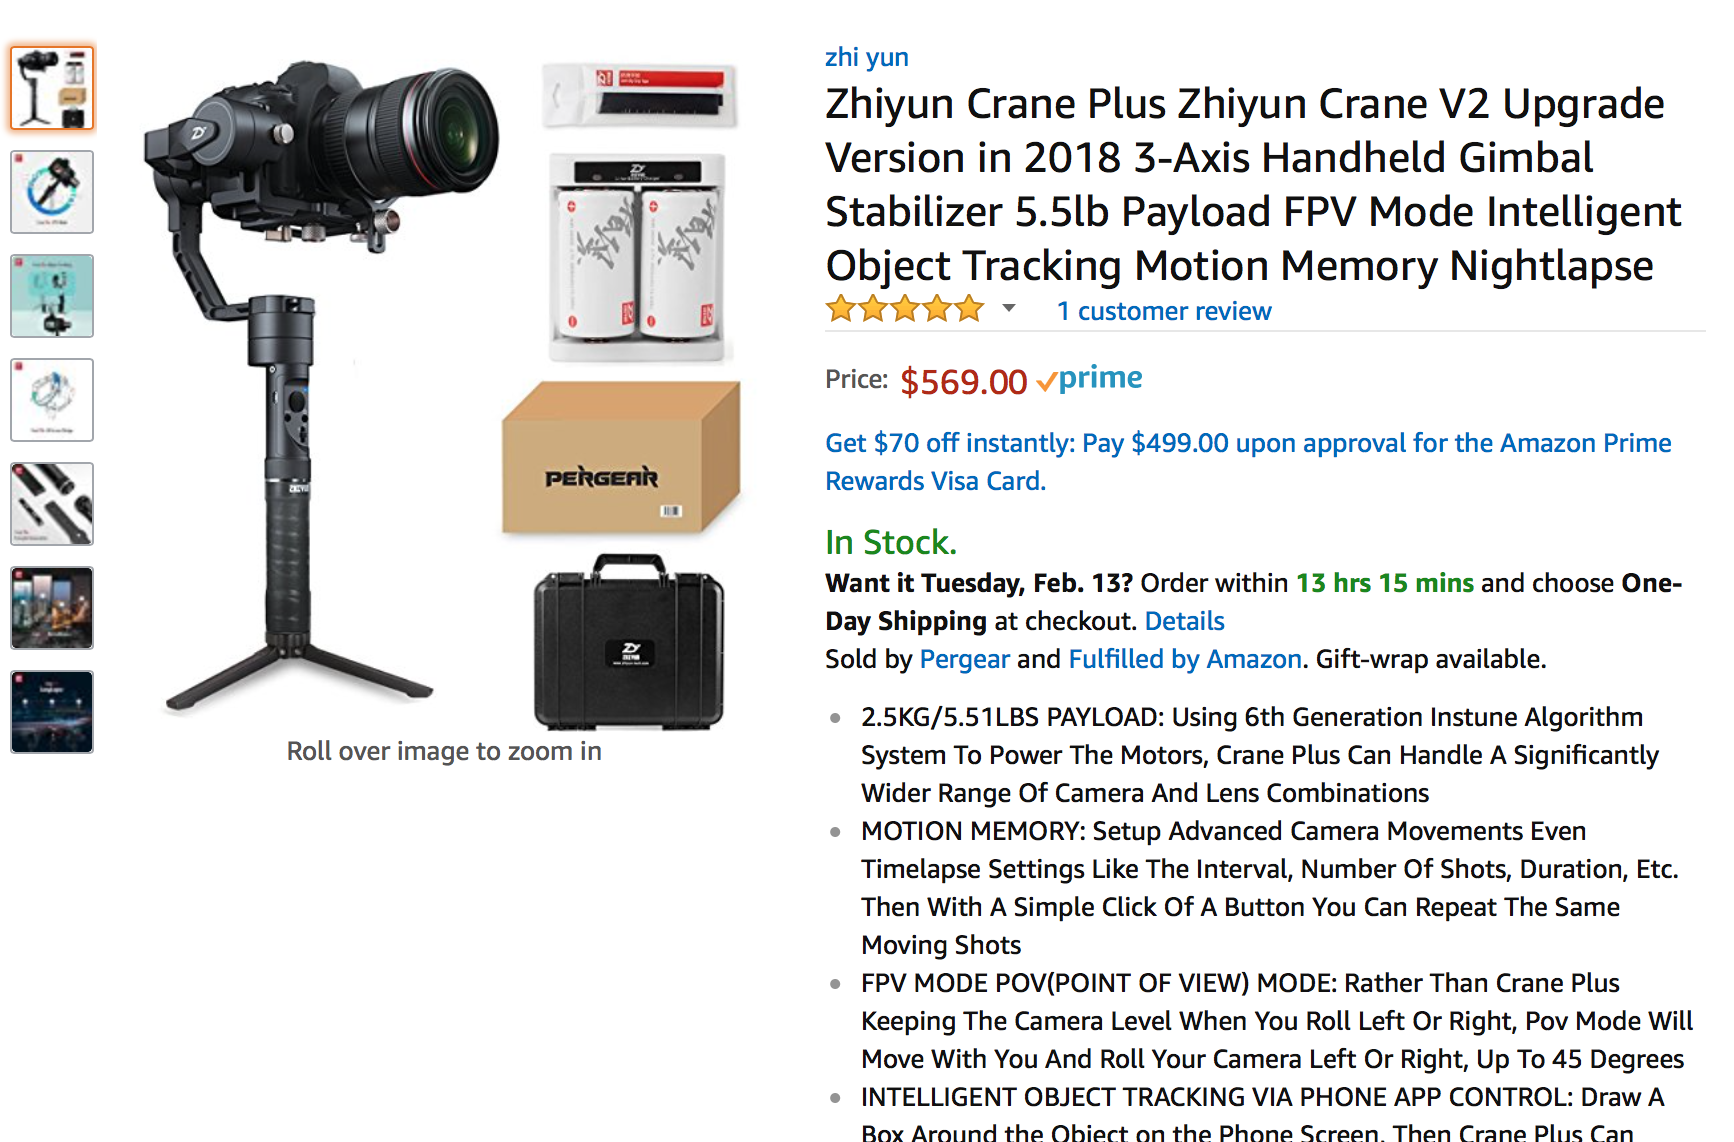 zhi yun
Zhiyun Crane Plus Zhiyun Crane V2 Upgrade
Version in 2018 3-Axis Handheld Gimbal
Stabilizer 5.5lb Payload FPV Mode Intelligent
Object Tracking Motion Memory Nightlapse
1 customer review
Price: $569.00 prime
Get $70 off instantly: Pay $499.00 upon approval for the Amazon Prime
Rewards Visa Card.
In Stock.
Want it Tuesday, Feb. 13? Order within 13 hrs 15 mins and choose One-
Day Shipping at checkout. Details
Sold by Pergear and Fulfilled by Amazon. Gift-wrap available.
2.5KG/5.51LBS PAYLOAD: Using 6th Generation Instune Algorithm
System To Power The Motors, Crane Plus Can Handle A Significantly
Wider Range Of Camera And Lens Combinations
MOTION MEMORY: Setup Advanced Camera Movements Even
Timelapse Settings Like The Interval, Number Of Shots, Duration, Etc.
Then With A Simple Click Of A Button You Can Repeat The Same
Moving Shots
FPV MODE POV(POINT OF VIEW) MODE: Rather Than Crane Plus
Keeping The Camera Level When You Roll Left Or Right, Pov Mode Will
Move With You And Roll Your Camera Left Or Right, Up To 45 Degrees
INTELLIGENT OBJECT TRACKING VIA PHONE APP CONTROL: Draw A
Box Around the Object on the Phone Screen, Then Crane Plus Can
PERGEAR
Roll over image to zoom in